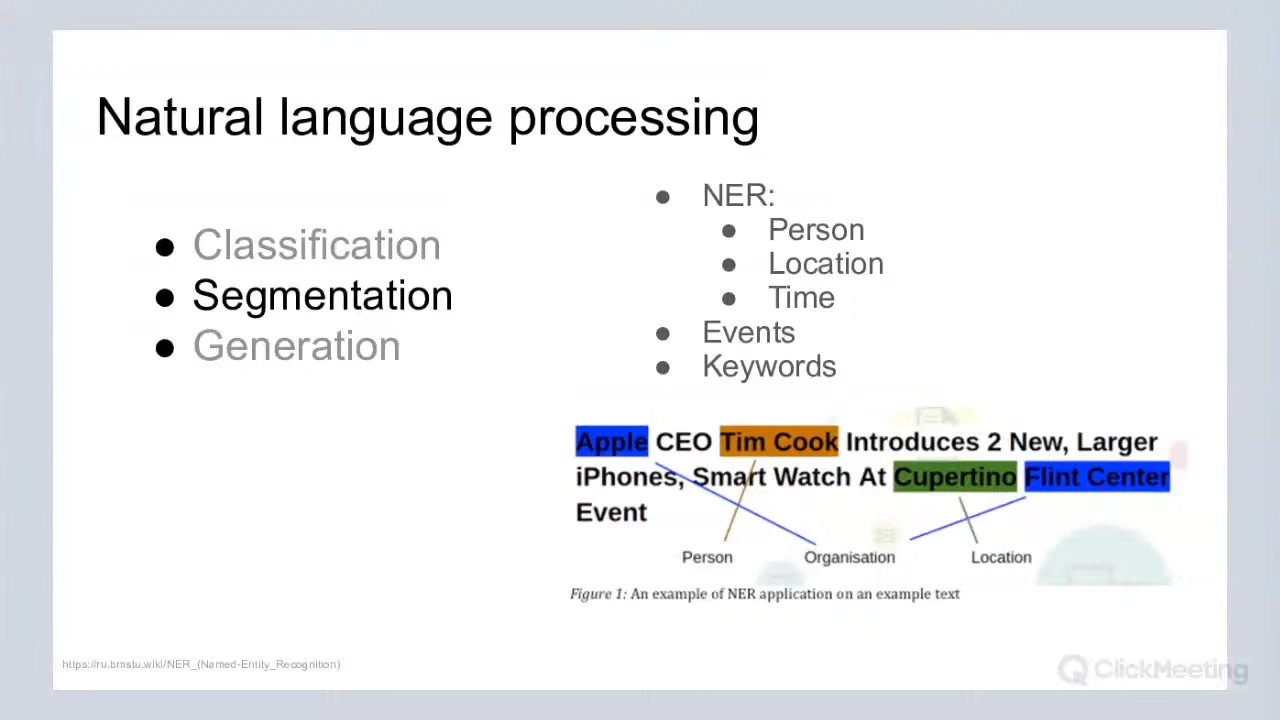 Natural language processing
● Classification
● Segmentation
● Generation
● NER:
● Person
● Location
● Time
● Events
● Keywords
Apple CEO Tim Cook Introduces 2 New, Larger
iPhones, Smart Watch At Cupertino Flint Center
Event
Person Organisation Location
Figure 1: An example of NER application on an example text
https://ru.bmstu.wiki/NER_(Named-Entity_Recognition)
ClickMeeting